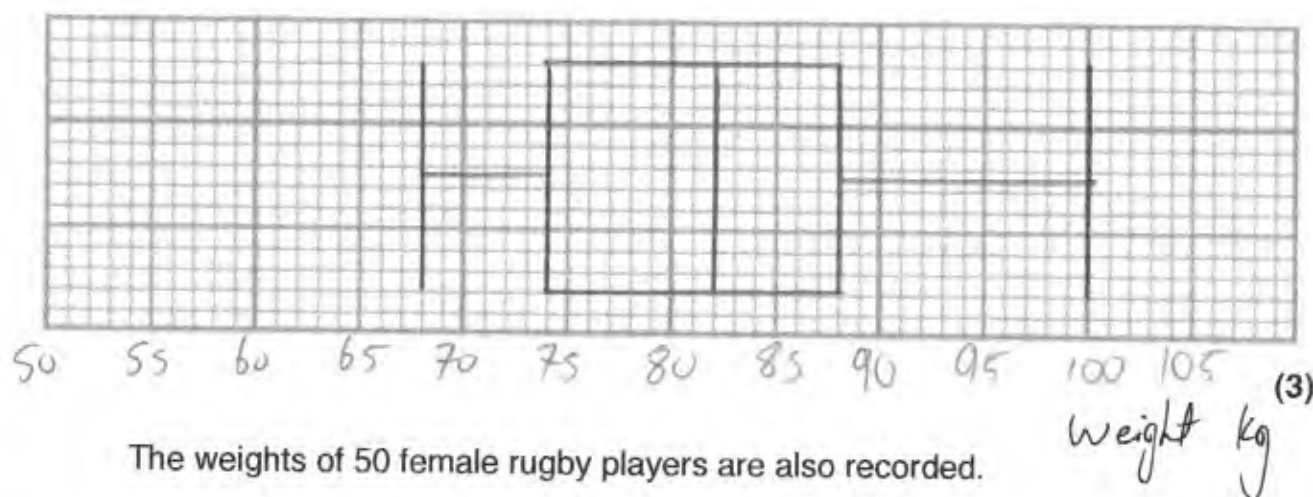 50 55 60 65 70 75 80 85 90 95 100 105
(3)
weight kg
The weights of 50 female rugby players are also recorded.